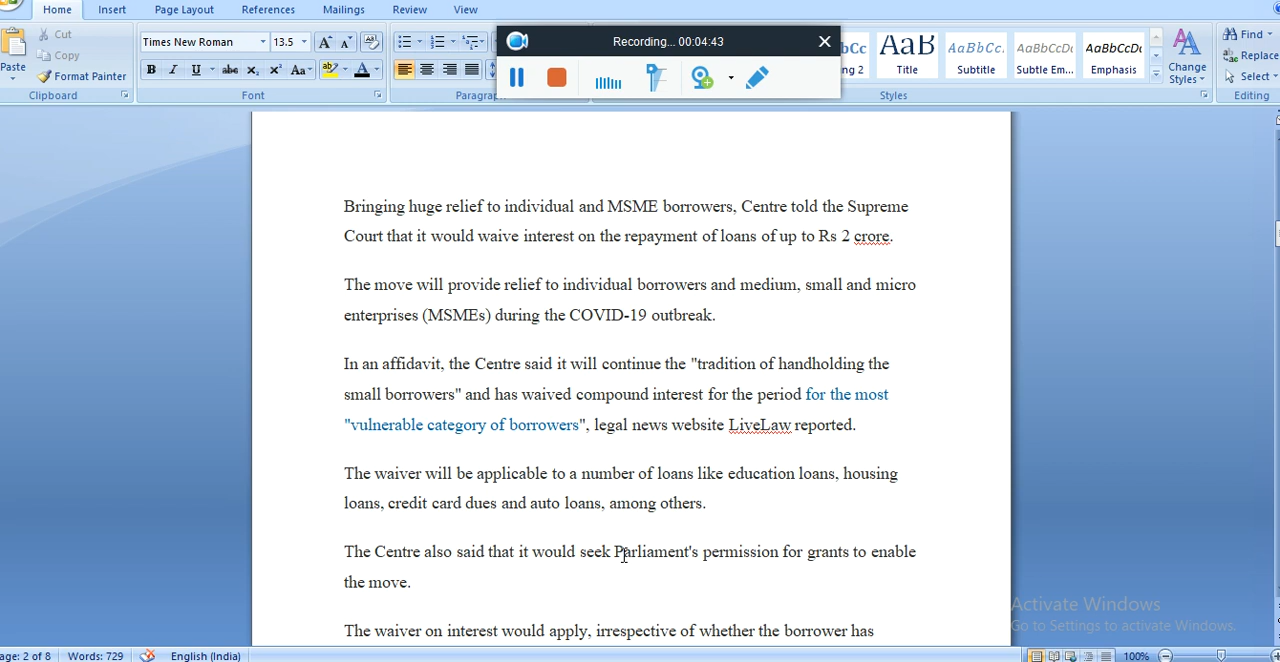 Home Insert Page Layout References Mailings Review View
Cut
Copy
Format Painter
Paste
Clipboard
Times New Roman 13.5
Font
Paragrap
Recording... 00:04:43
ng 2 Title Subtitle Subtle Em... Emphasis
AaB AaBbCc. AaBbCcDc AaBbCcDc
Change
Styles
Styles
Find
Replace
Select
Editing
Bringing huge relief to individual and MSME borrowers, Centre told the Supreme
Court that it would waive interest on the repayment of loans of up to Rs 2 crore.
The move will provide relief to individual borrowers and medium, small and micro
enterprises (MSMEs) during the COVID-19 outbreak.
In an affidavit, the Centre said it will continue the "tradition of handholding the
small borrowers" and has waived compound interest for the period for the most
"vulnerable category of borrowers", legal news website LiveLaw reported.
The waiver will be applicable to a number of loans like education loans, housing
loans, credit card dues and auto loans, among others.
The Centre also said that it would seek Parliament's permission for grants to enable
the move.
The waiver on interest would apply, irrespective of whether the borrower has
Activate Windows
Go to Settings to activate Windows.
age: 2 of 8 Words: 729 English (India) 100%